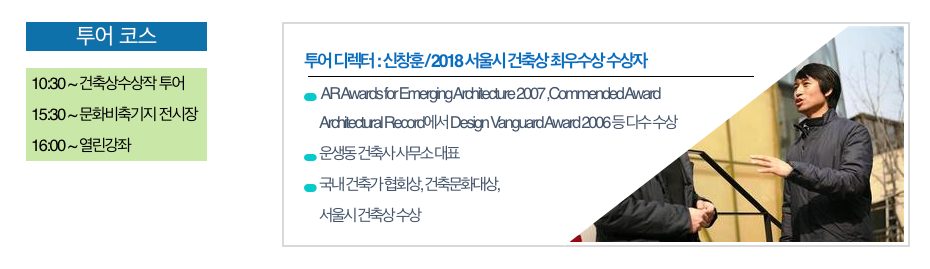 투어 코스
10:30 ~ 건축상수상작 투어
15:30 ~ 문화비축기지 전시장
16:00 ~ 열린강좌
투어 디렉터 : 신창훈 / 2018 서울시 건축상 최우수상 수상자
AR Awards for Emerging Architecture 2007 , Commended Award
Architectural Record에서 Design Vanguard Award 2006 등 다수 수상
운생동 건축사 사무소 대표
국내 건축가 협회상, 건축문화대상,
서울시 건축상 수상